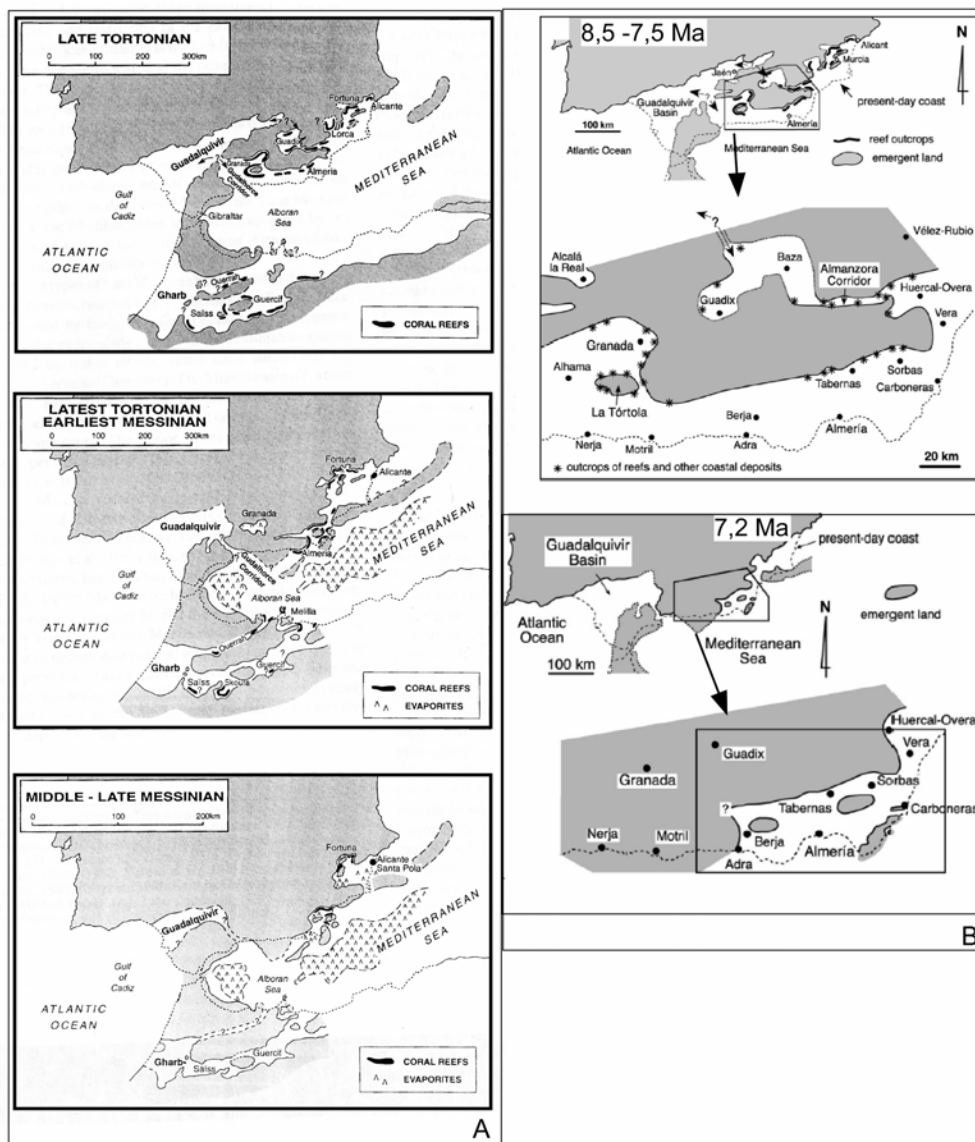 LATE TORTONIAN
0 100 200 300km
Fortuna
Alicante
Lorca
Guadix
Guadalquivir
Granada
Almeria
Guadalhorce
Corridor
MEDITERRANEAN
SEA
Gulf
of
Cadiz
Gibraltar
Alboran
Sea
ATLANTIC
OCEAN
Ouerrah
Gharb
Guercif
Saïss
CORAL REEFS
LATEST TORTONIAN
EARLIEST MESSINIAN
0 100 200 300km
Fortuna
Alicante
Granada
Guadalquivir
Almeria
MEDITERRANEAN
SEA
Guadalhorce
Corridor
Gulf
of
Cadiz
Alboran Sea
Melilla
ATLANTIC
OCEAN
Ouerrah
Gharb
Guercif
Saïss
Skoura
CORAL REEFS
EVAPORITES
MIDDLE - LATE MESSINIAN
0 100 200km
Fortuna
Alicante
Santa Pola
Guadalquivir
MEDITERRANEAN
SEA
Gulf
of
Cadiz
Alboran
Sea
ATLANTIC
OCEAN
Gharb
Guercif
Saïss
CORAL REEFS
EVAPORITES
A
8,5 -7,5 Ma
N
Alicant
Murcia
Jaén
Guadalquivir
Basin
present-day coast
Almería
100 km
Mediterranean Sea
Atlantic Ocean
reef outcrops
emergent land
?
Vélez-Rubio
Alcalá
la Real
Baza
Almanzora
Corridor
Huercal-Overa
Guadix
Vera
Granada
Alhama
Sorbas
Tabernas
Carboneras
La Tórtola
Berja
Almería
Nerja
Motril
Adra
20 km
outcrops of reefs and other coastal deposits
7,2 Ma
present-day coast
Guadalquivir
Basin
emergent land
N
Atlantic
Ocean
Mediterranean
Sea
100 km
Huercal-Overa
Vera
Guadix
Granada
Sorbas
?
Tabernas
Carboneras
Nerja
Motril
Berja
Almería
Adra
B